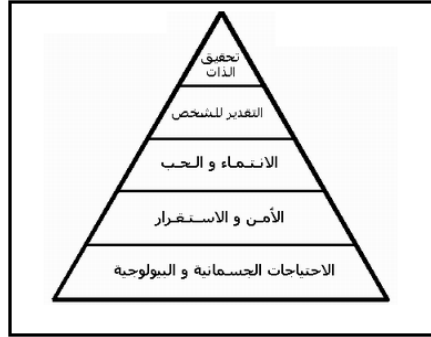 تحقيق
الذات
التقدير للشخص
الانتماء و الحب
الأمن و الاستقرار
الاحتياجات الجسمانية و البيولوجية